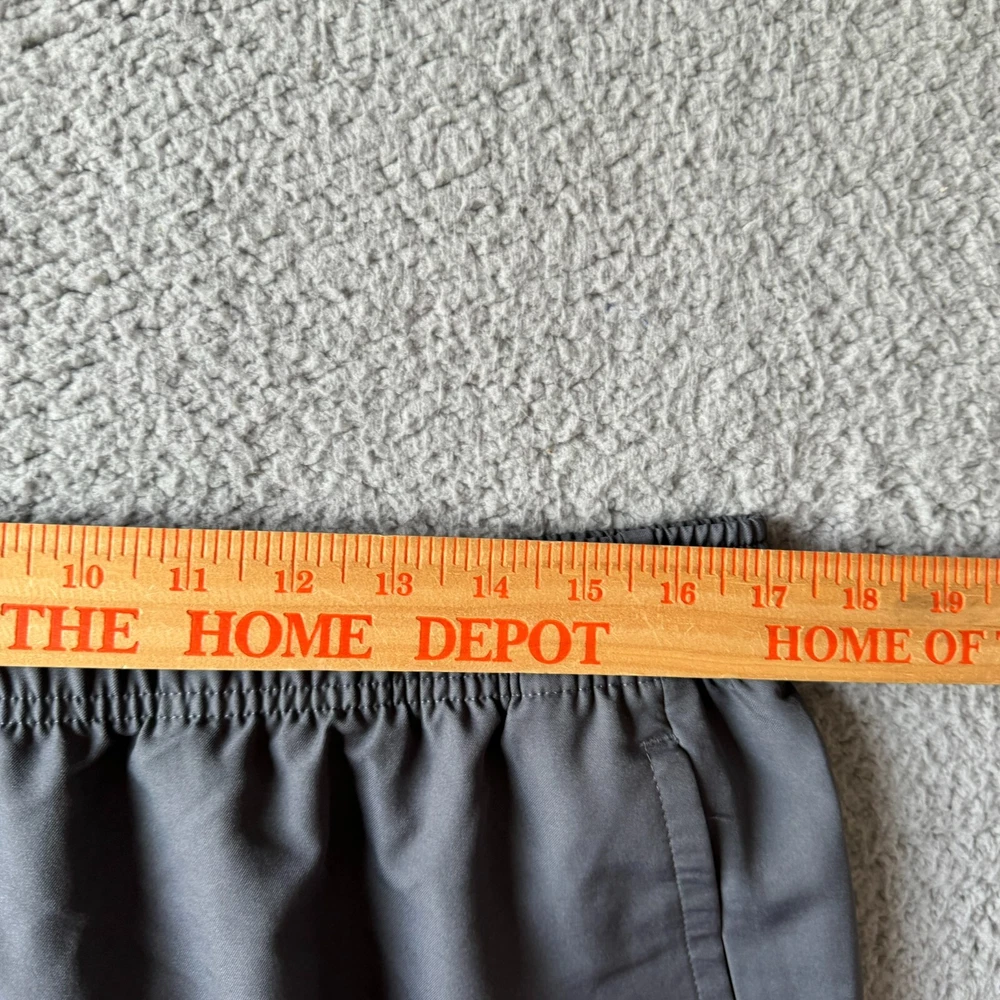 10 11 12 13 14 15 16 17 18 19
THE HOME DEPOT HOME OF